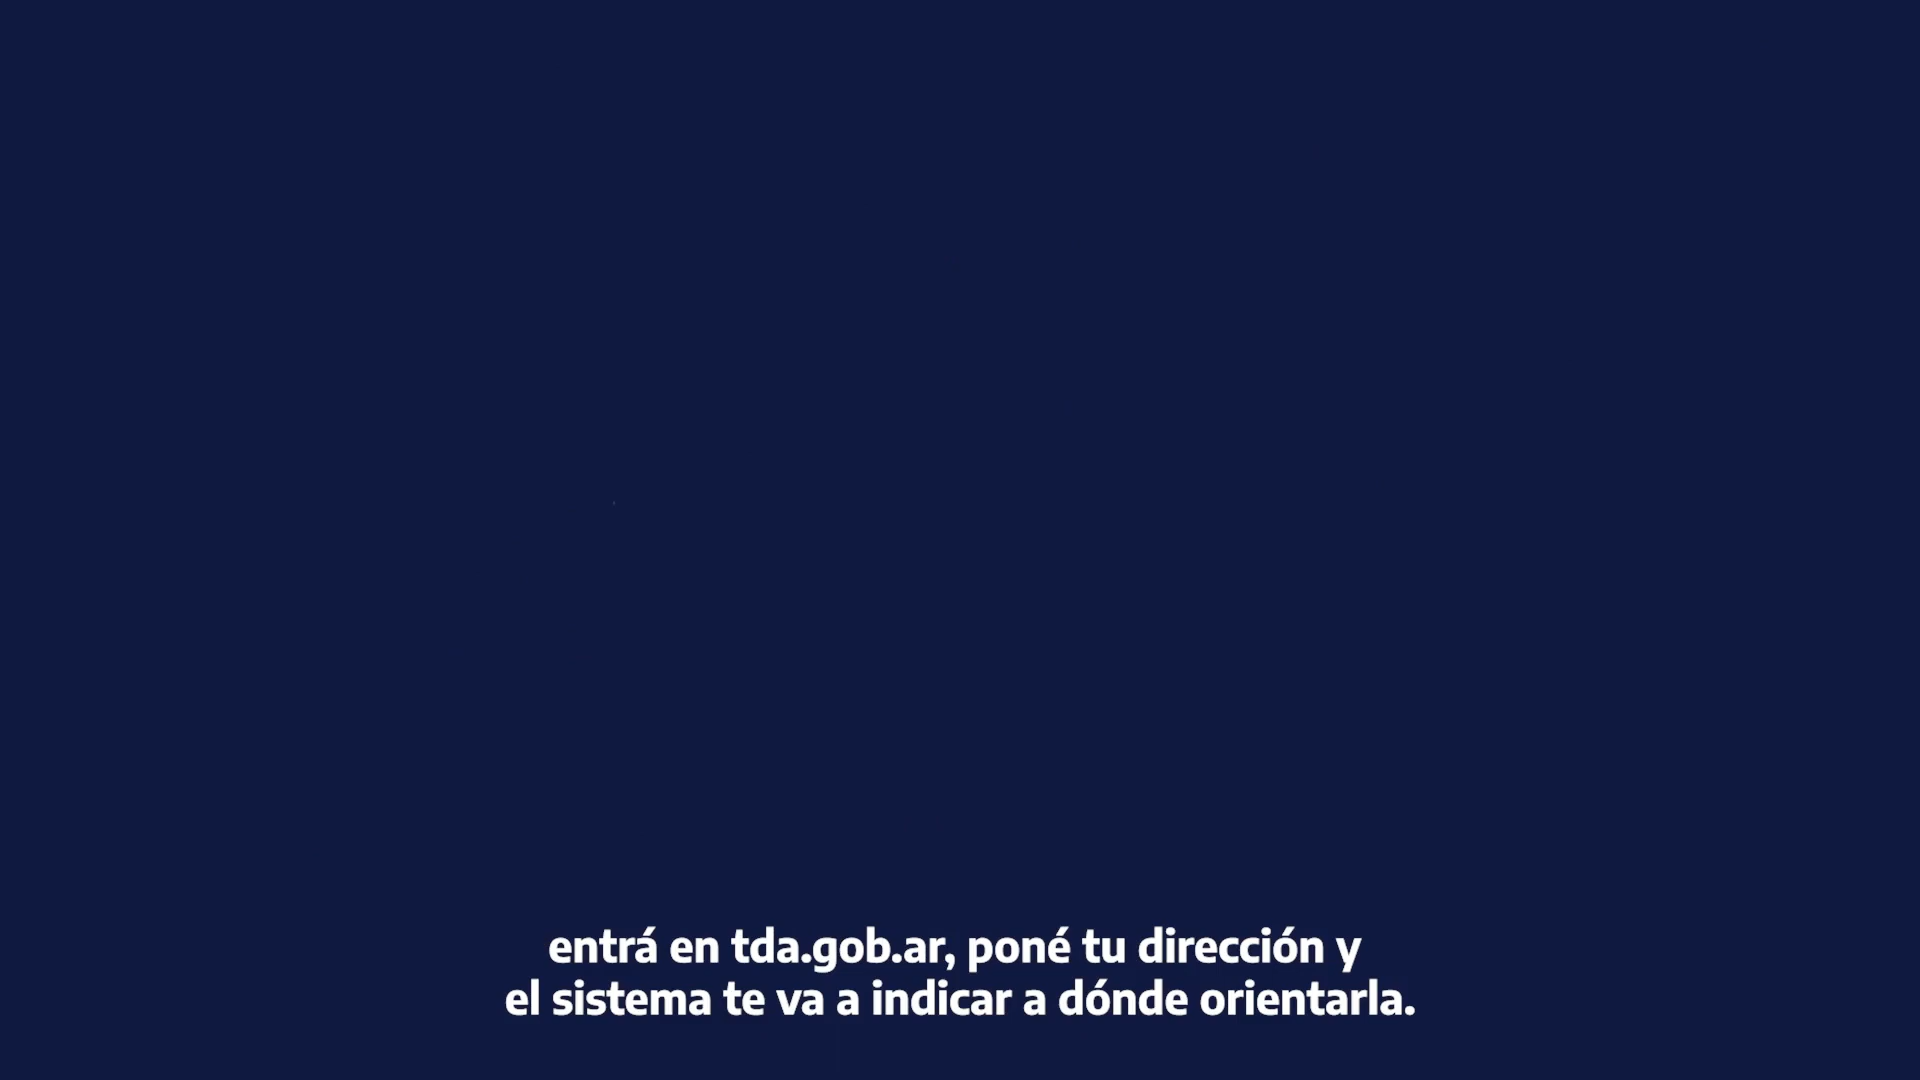 entrá en tda.gob.ar, poné tu dirección y
el sistema te va a indicar a dónde orientarla.